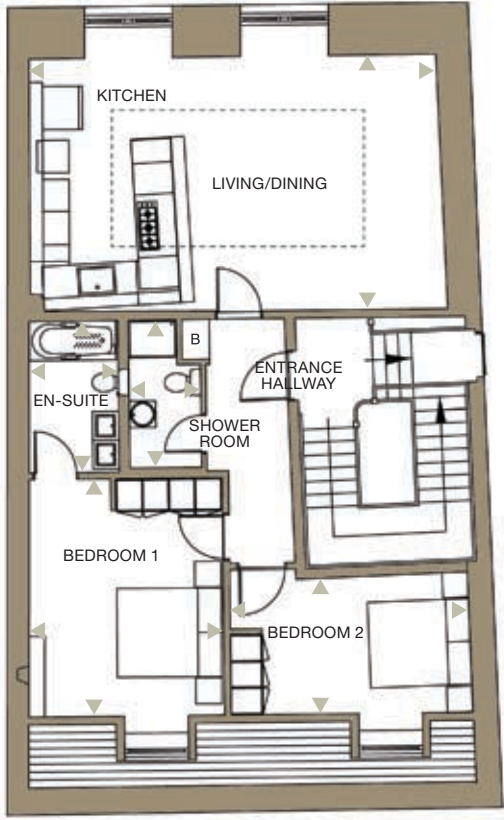 KITCHEN
LIVING/DINING
B
ENTRANCE
HALLWAY
EN-SUITE
SHOWER
ROOM
BEDROOM 1
BEDROOM 2